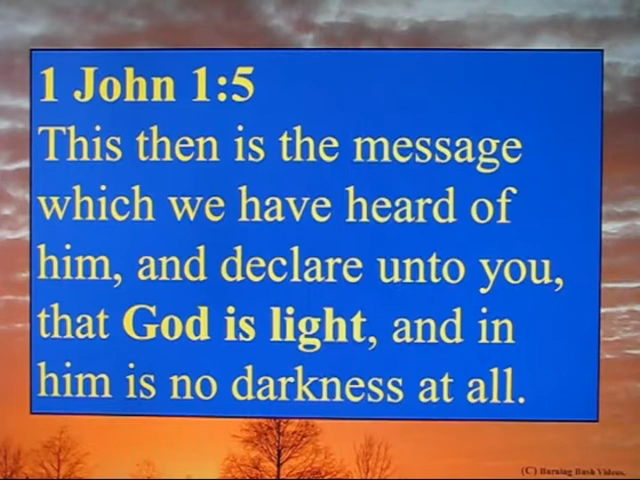 1 John 1:5
This then is the message
which we have heard of
him, and declare unto you,
that God is light, and in
him is no darkness at all.
(C) Burning Bush Videos.